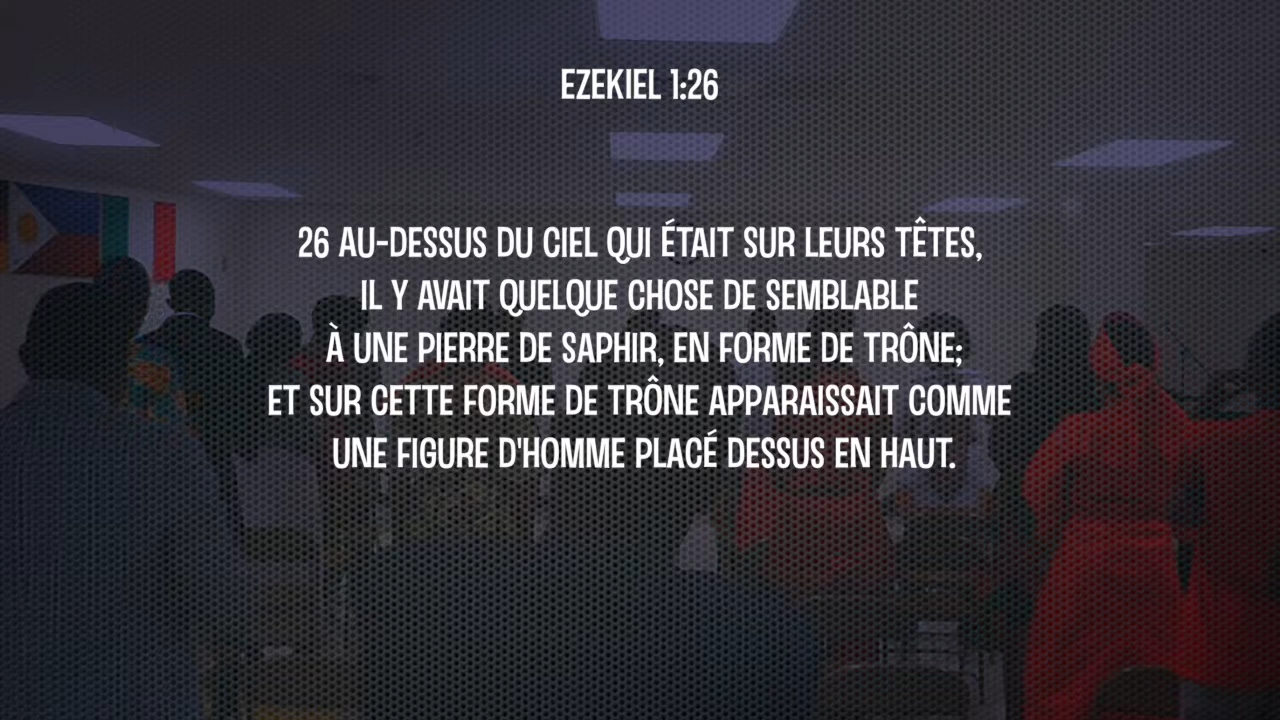 EZEKIEL 1:26
26 AU-DESSUS DU CIEL QUI ÉTAIT SUR LEURS TÊTES,
IL Y AVAIT QUELQUE CHOSE DE SEMBLABLE
À UNE PIERRE DE SAPHIR, EN FORME DE TRÔNE;
ET SUR CETTE FORME DE TRÔNE APPARAISSAIT COMME
UNE FIGURE D'HOMME PLACÉ DESSUS EN HAUT.